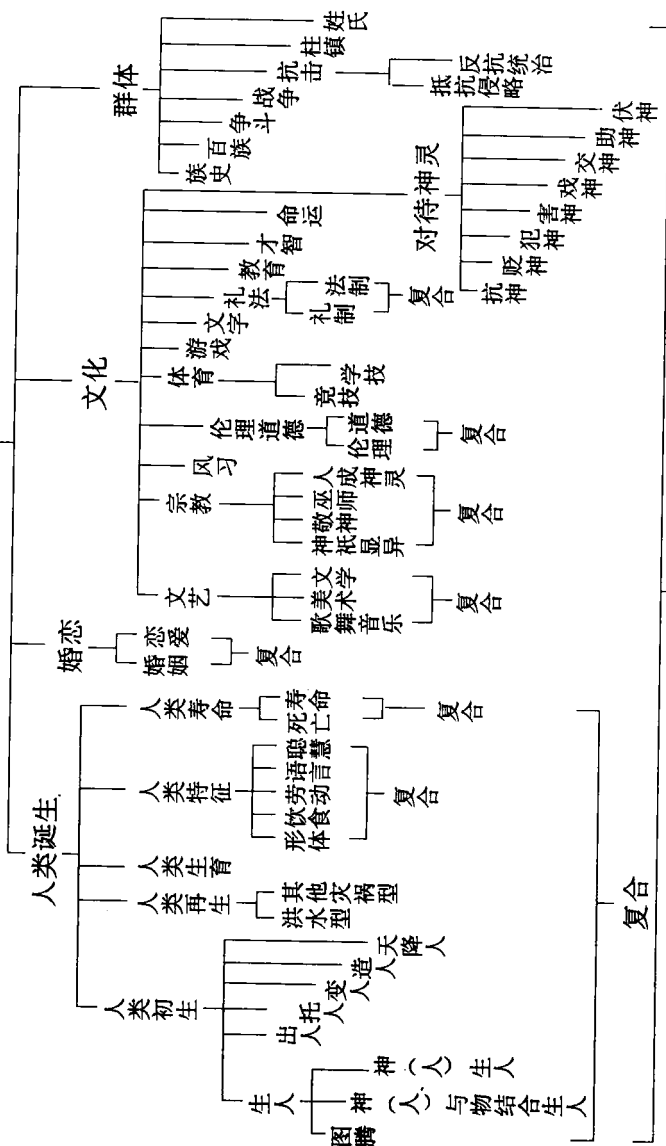 人类诞生
人类初生
生人
图腾
神（人）与物结合生人
神（人）生人
出人
托人
变人
造人
天降人
人类再生
洪水型
其他灾祸型
人类生育
人类特征
形体
饮食
劳动
语言
聪慧
复合
人类寿命
死亡
寿命
复合
复合
婚恋
婚姻
恋爱
复合
文化
文艺
歌舞音乐
美术
文学
复合
宗教
神祇显异
敬神
巫师
人成神灵
复合
风习
伦理道德
伦理
道德
复合
体育
竞技
学技
游戏
文字
礼法
礼制
法制
复合
教育
才智
命运
对待神灵
抗神
贬神
犯神
害神
戏神
交神
助神
伏神
群体
族史
百族
争斗
战争
抗击
抵抗侵略
反抗统治
柱镇
姓氏